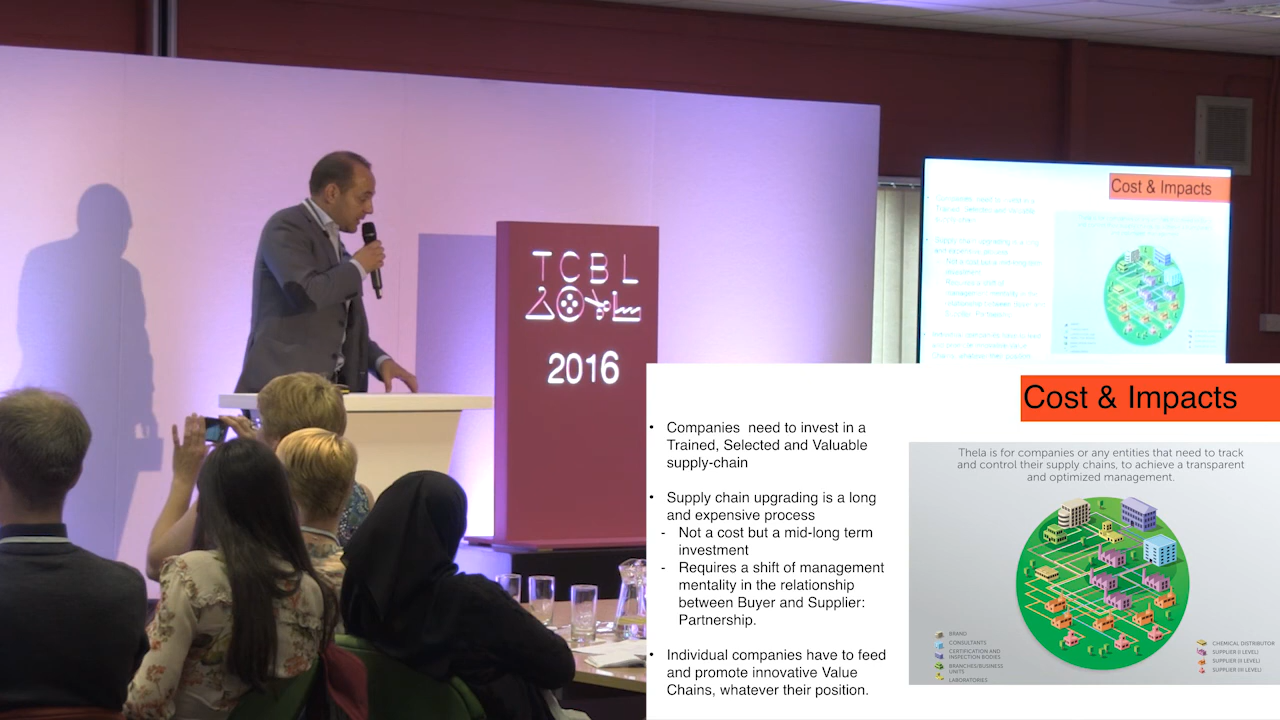 TCBL
2016
Cost & Impacts
Cost & Impacts
• Companies need to invest in a
Trained, Selected and Valuable
supply-chain
• Supply chain upgrading is a long
and expensive process
- Not a cost but a mid-long term
investment
- Requires a shift of management
mentality in the relationship
between Buyer and Supplier:
Partnership.
• Individual companies have to feed
and promote innovative Value
Chains, whatever their position.
Thela is for companies or any entities that need to track
and control their supply chains, to achieve a transparent
and optimized management.
BRAND
CONSULTANTS
CERTIFICATION AND
INSPECTION BODIES
BRANCHES/BUSINESS
UNITS
LABORATORIES
CHEMICAL DISTRIBUTOR
SUPPLIER (I LEVEL)
SUPPLIER (II LEVEL)
SUPPLIER (III LEVEL)